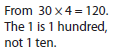 From 30 × 4 = 120.
The 1 is 1 hundred,
not 1 ten.